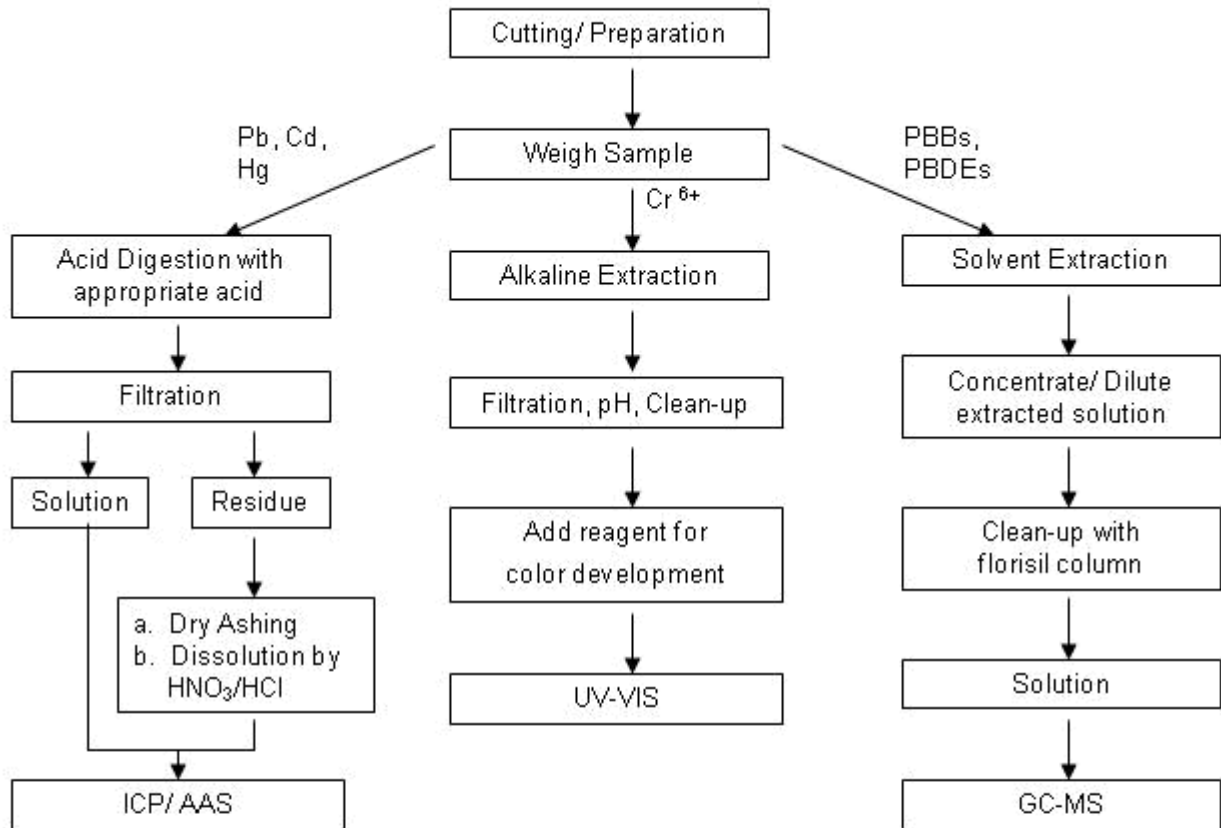 Cutting/ Preparation
Weigh Sample
Pb, Cd,
Hg
Cr ⁶⁺
PBBs,
PBDEs
Acid Digestion with
appropriate acid
Alkaline Extraction
Solvent Extraction
Filtration
Filtration, pH, Clean-up
Concentrate/ Dilute
extracted solution
Solution
Residue
Add reagent for
color development
Clean-up with
florisil column
a. Dry Ashing
b. Dissolution by
HNO₃/HCl
UV-VIS
Solution
ICP/ AAS
GC-MS